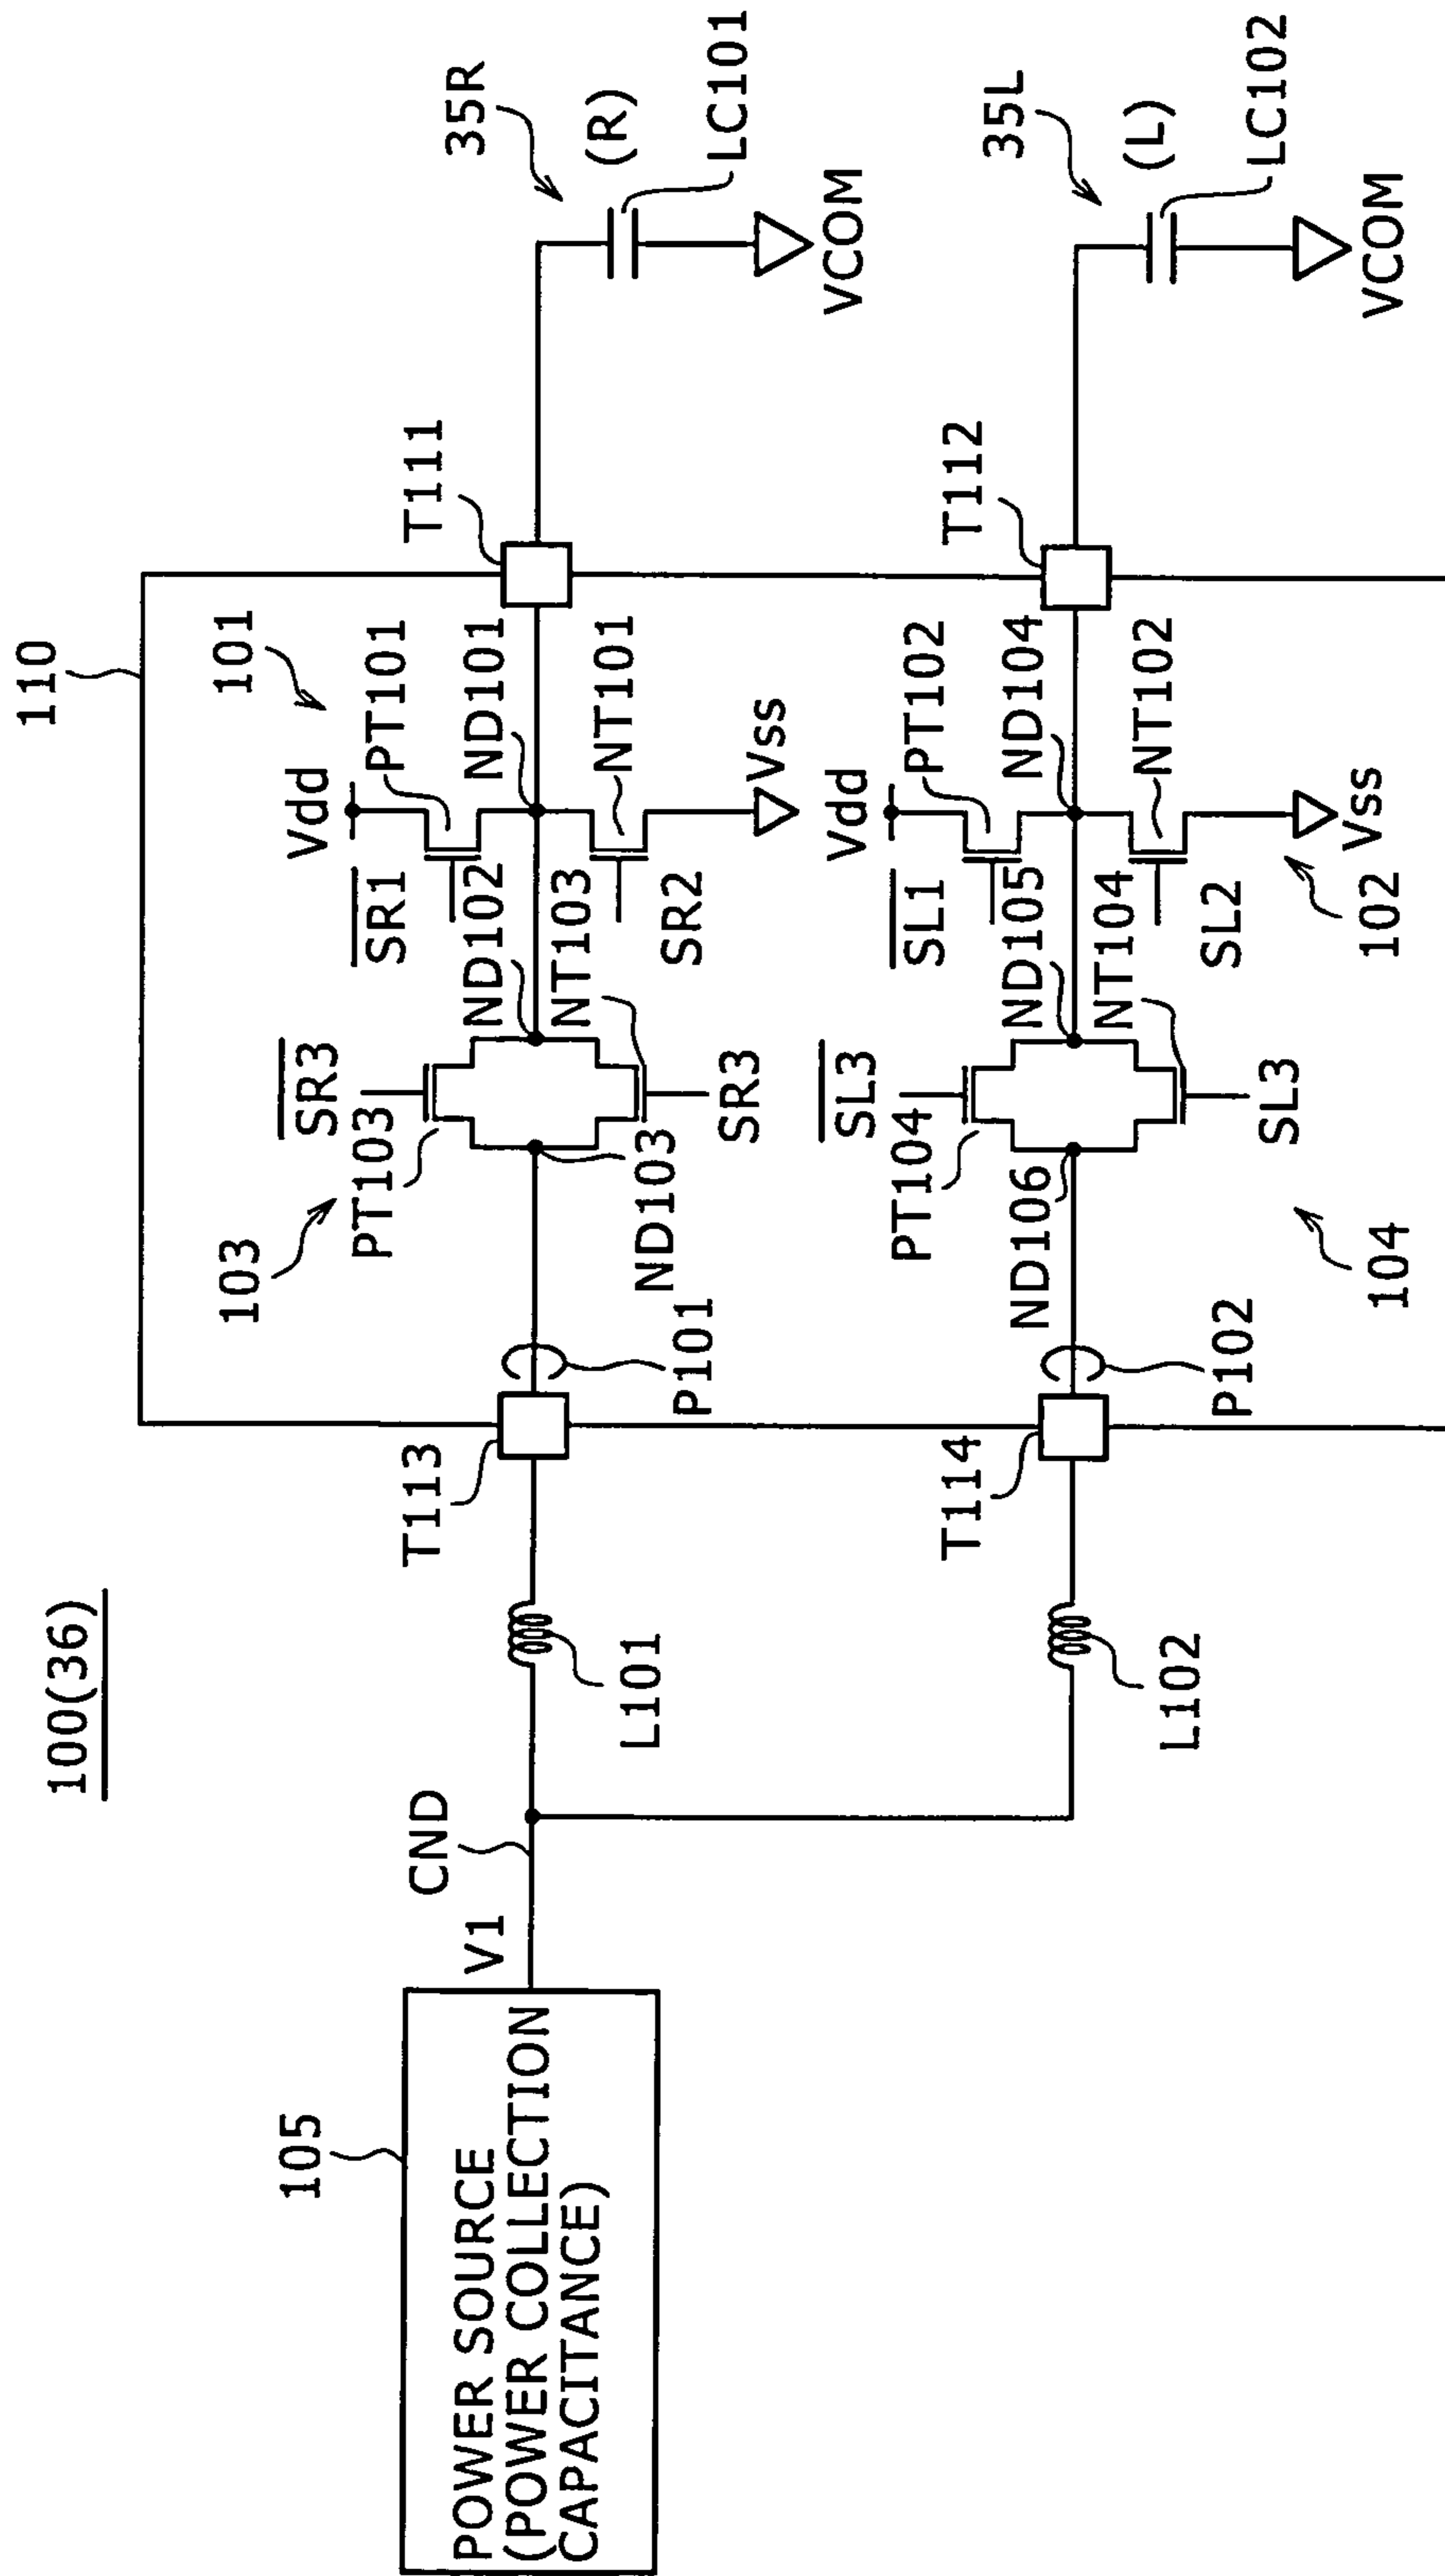 100(36)
110
105
POWER SOURCE
(POWER COLLECTION
CAPACITANCE)
V1
CND
L101
T113
P101
103
PT103
SR3
ND103
SR3
ND102
NT103
SR1
Vdd
PT101
101
ND101
NT101
SR2
Vss
T111
35R
(R)
LC101
VCOM
L102
T114
P102
104
PT104
SL3
ND106
SL3
ND105
NT104
SL1
Vdd
PT102
ND104
NT102
SL2
Vss
102
T112
35L
(L)
LC102
VCOM